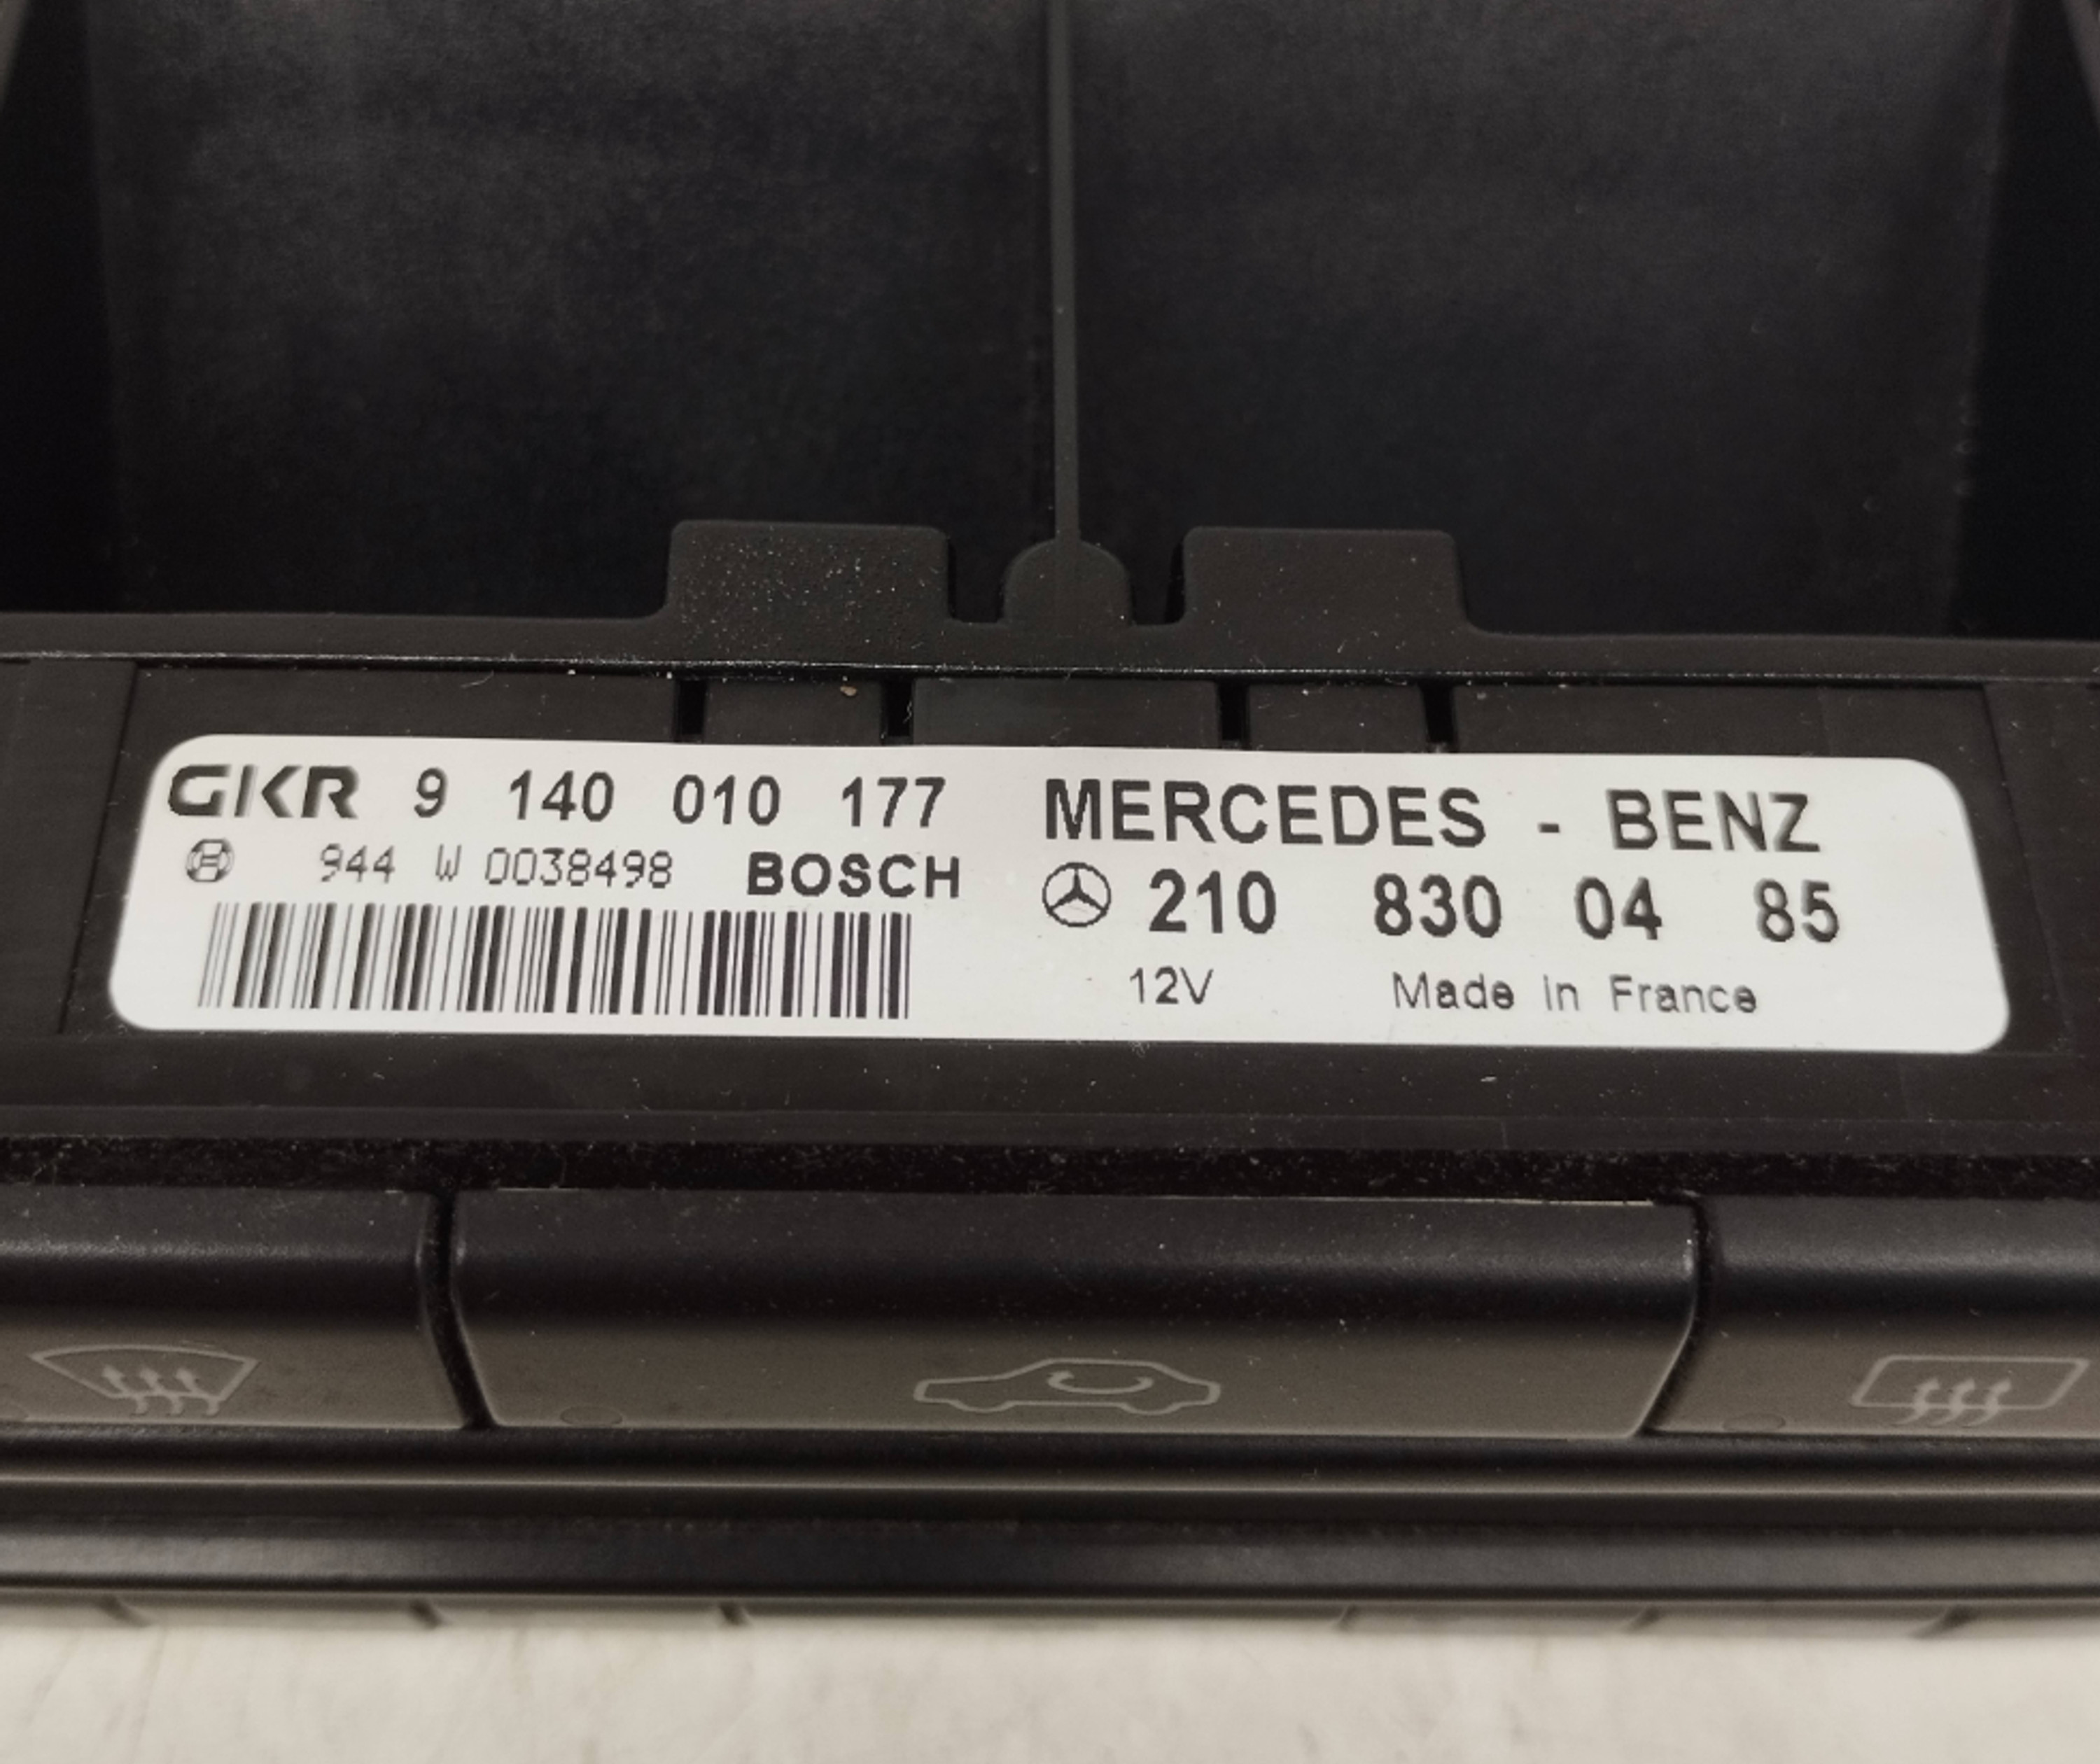 GKR 9 140 010 177
944 W 0038498 BOSCH
MERCEDES - BENZ
210 830 04 85
12V Made in France